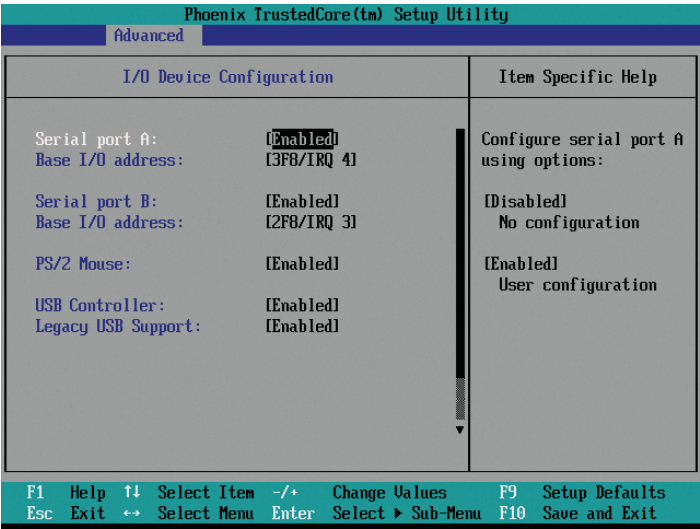 Phoenix TrustedCore(tm) Setup Utility
Advanced
I/O Device Configuration
Item Specific Help
Serial port A: [Enabled]
Base I/O address: [3F8/IRQ 4]
Serial port B: [Enabled]
Base I/O address: [2F8/IRQ 3]
PS/2 Mouse: [Enabled]
USB Controller: [Enabled]
Legacy USB Support: [Enabled]
Configure serial port A
using options:
[Disabled]
No configuration
[Enabled]
User configuration
F1 Help ↑↓ Select Item -/+ Change Values F9 Setup Defaults
Esc Exit ↔ Select Menu Enter Select ▶ Sub-Menu F10 Save and Exit